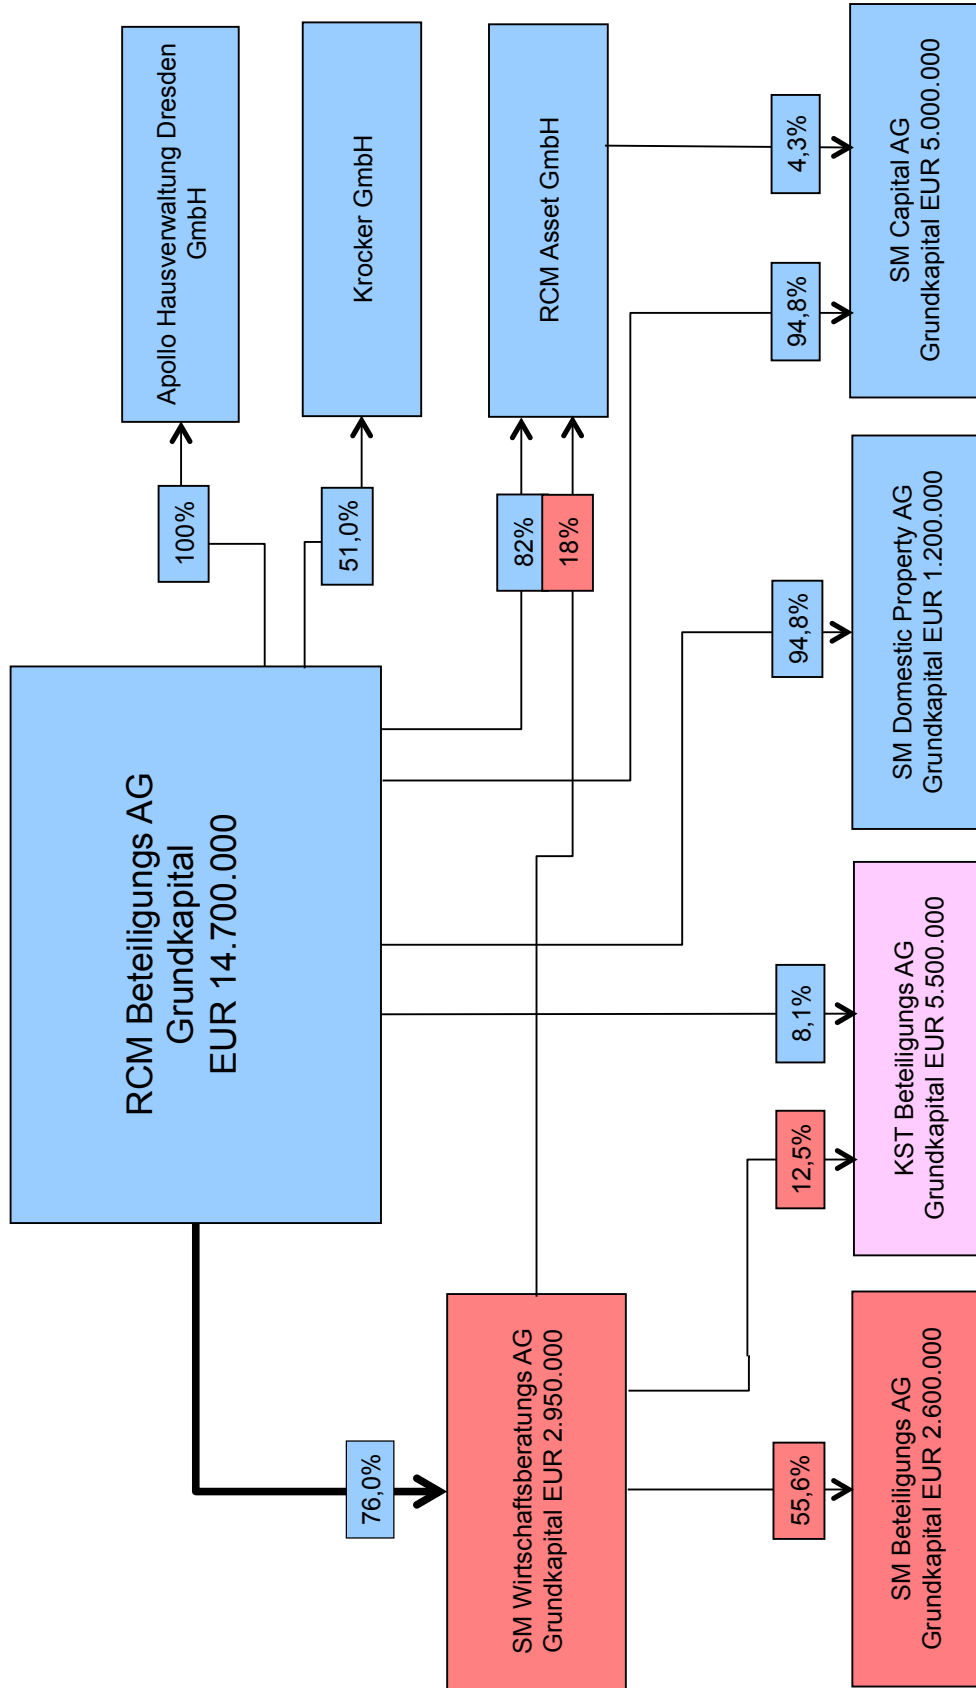 RCM Beteiligungs AG
Grundkapital
EUR 14.700.000
Apollo Hausverwaltung Dresden
GmbH
100%
Krocker GmbH
51,0%
RCM Asset GmbH
82%
18%
76,0%
SM Wirtschaftsberatungs AG
Grundkapital EUR 2.950.000
55,6%
12,5%
8,1%
94,8%
94,8%
4,3%
SM Beteiligungs AG
Grundkapital EUR 2.600.000
KST Beteiligungs AG
Grundkapital EUR 5.500.000
SM Domestic Property AG
Grundkapital EUR 1.200.000
SM Capital AG
Grundkapital EUR 5.000.000